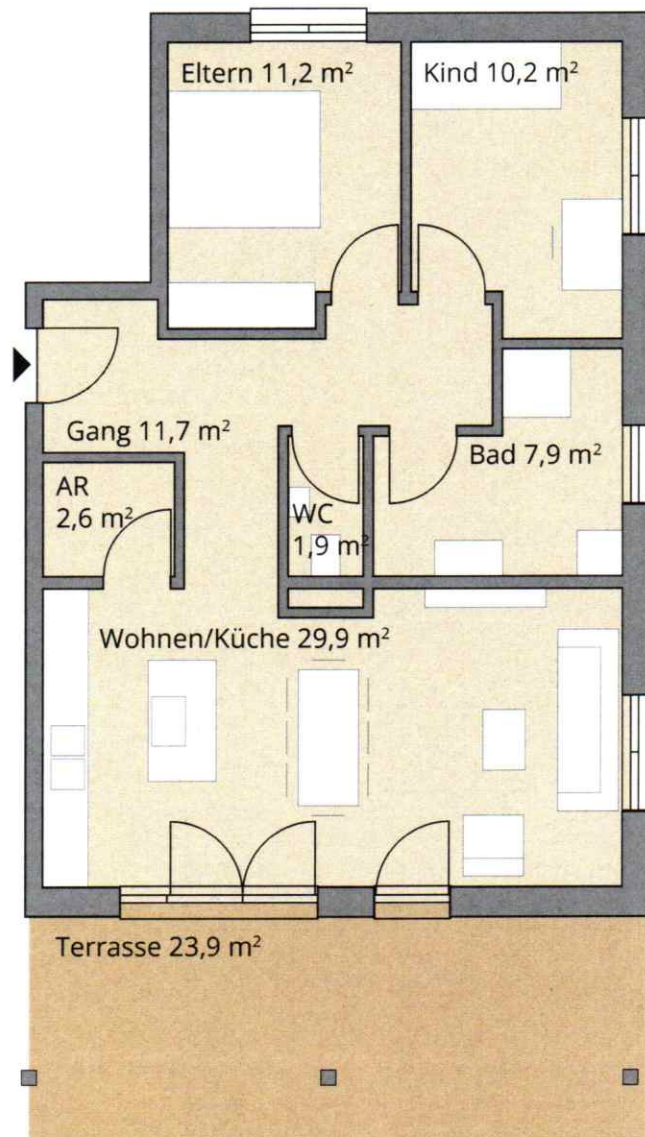 Eltern 11,2 m²
Kind 10,2 m²
Gang 11,7 m²
Bad 7,9 m²
AR
2,6 m²
WC
1,9 m²
Wohnen/Küche 29,9 m²
Terrasse 23,9 m²